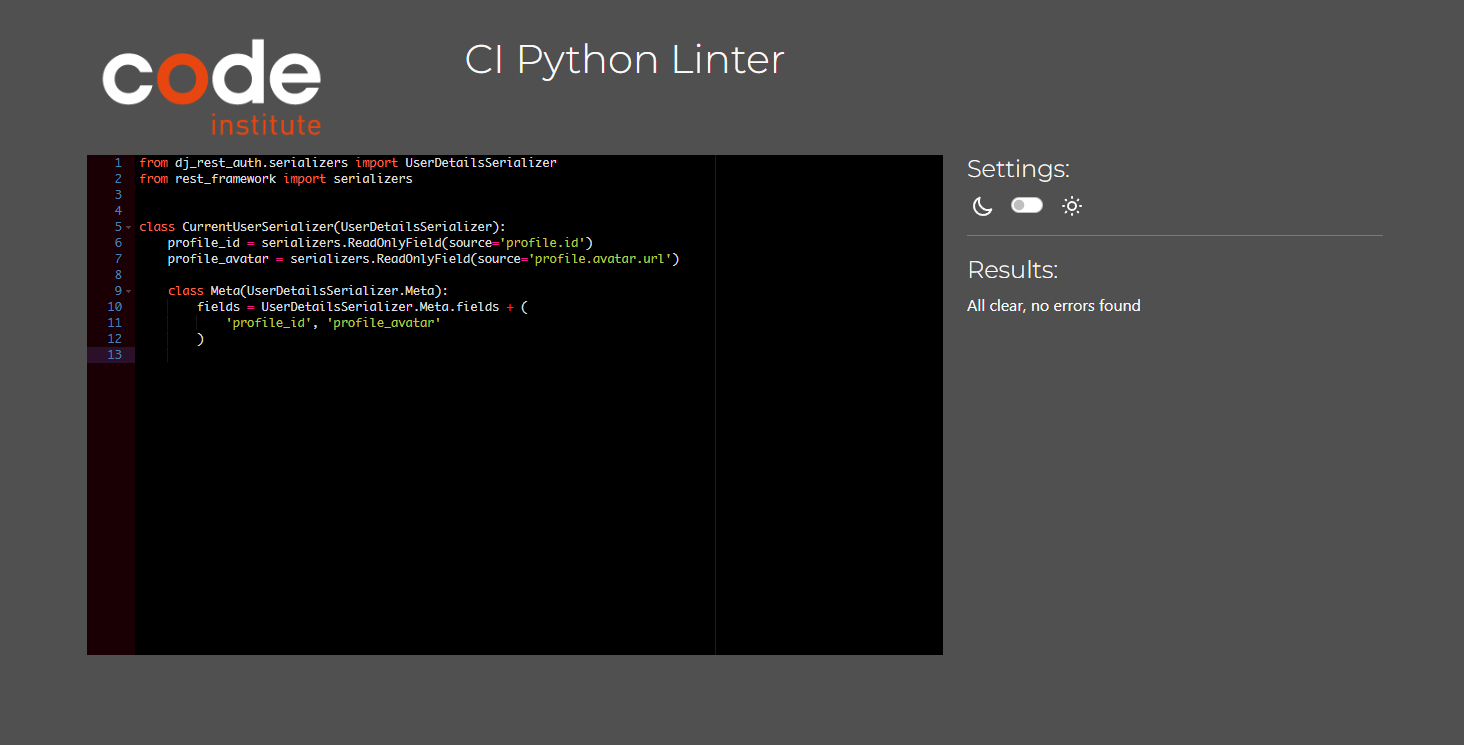 code
institute
CI Python Linter
1 from dj_rest_auth.serializers import UserDetailsSerializer
2 from rest_framework import serializers
3
4
5 class CurrentUserSerializer(UserDetailsSerializer):
6     profile_id = serializers.ReadOnlyField(source='profile.id')
7     profile_avatar = serializers.ReadOnlyField(source='profile.avatar.url')
8
9     class Meta(UserDetailsSerializer.Meta):
10         fields = UserDetailsSerializer.Meta.fields + (
11             'profile_id', 'profile_avatar'
12         )
13
Settings:
Results:
All clear, no errors found